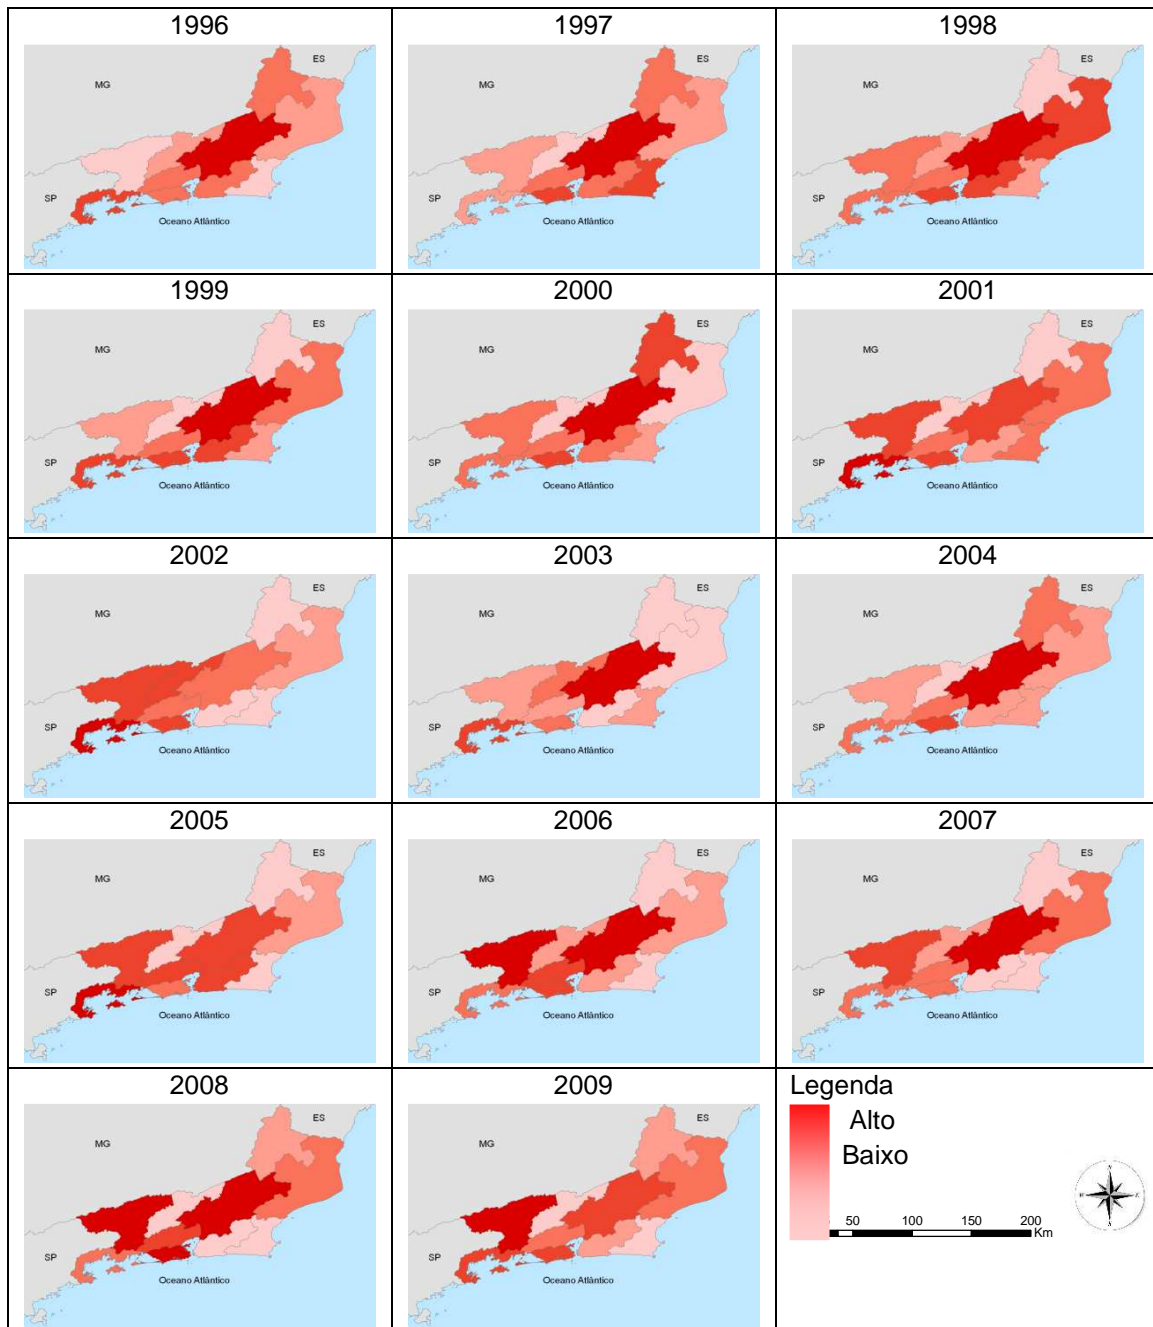 1996
MG
ES
SP
Oceano Atlântico
1997
MG
ES
SP
Oceano Atlântico
1998
MG
ES
SP
Oceano Atlântico
1999
MG
ES
SP
Oceano Atlântico
2000
MG
ES
SP
Oceano Atlântico
2001
MG
ES
SP
Oceano Atlântico
2002
MG
ES
SP
Oceano Atlântico
2003
MG
ES
SP
Oceano Atlântico
2004
MG
ES
SP
Oceano Atlântico
2005
MG
ES
SP
Oceano Atlântico
2006
MG
ES
SP
Oceano Atlântico
2007
MG
ES
SP
Oceano Atlântico
2008
MG
ES
SP
Oceano Atlântico
2009
MG
ES
SP
Oceano Atlântico
Legenda
Alto
Baixo
50 100 150 200
Km
N
W E
S